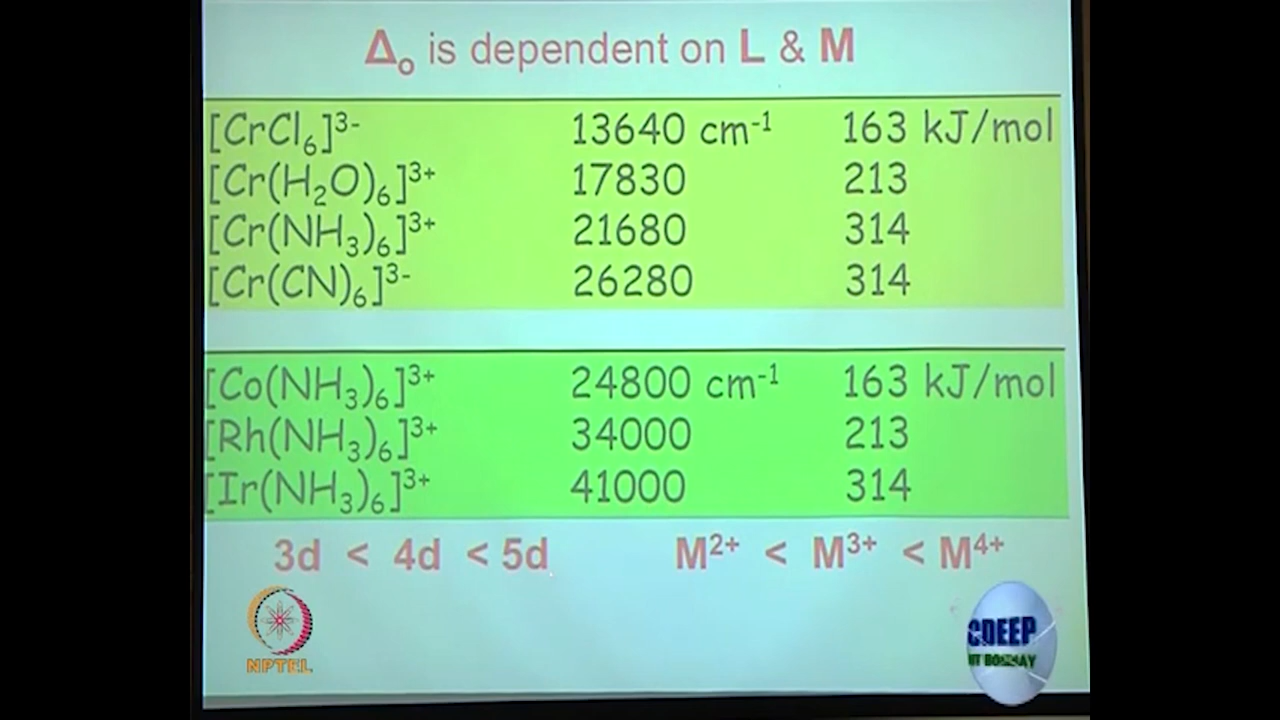 Δₒ is dependent on L & M
[CrCl₆]³⁻ 13640 cm⁻¹ 163 kJ/mol
[Cr(H₂O)₆]³⁺ 17830 213
[Cr(NH₃)₆]³⁺ 21680 314
[Cr(CN)₆]³⁻ 26280 314
[Co(NH₃)₆]³⁺ 24800 cm⁻¹ 163 kJ/mol
[Rh(NH₃)₆]³⁺ 34000 213
[Ir(NH₃)₆]³⁺ 41000 314
3d < 4d < 5d M²⁺ < M³⁺ < M⁴⁺
NPTEL
CDEEP
IIT BOMBAY